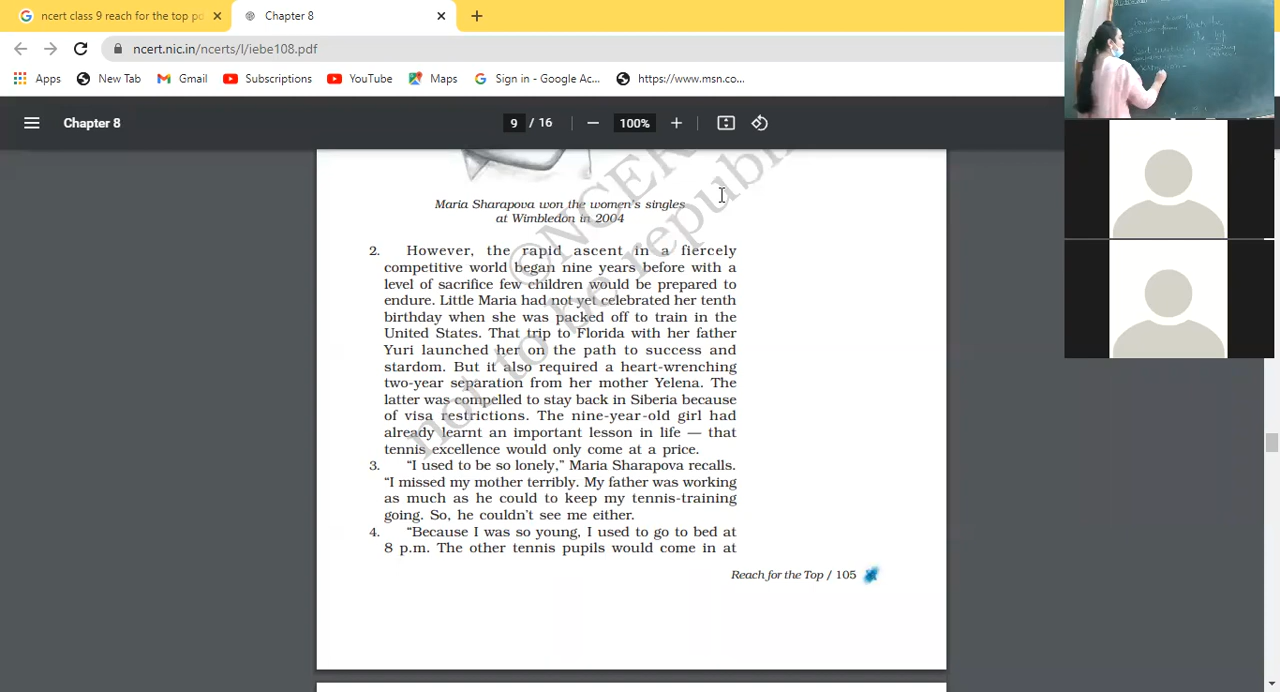 ncert class 9 reach for the top po
Chapter 8
ncert.nic.in/ncerts/l/iebe108.pdf
Apps New Tab Gmail Subscriptions YouTube Maps Sign in - Google Ac... https://www.msn.co...
Chapter 8
9 / 16
100%
Maria Sharapova won the women's singles
at Wimbledon in 2004
©NCERT
not to be republi
2. However, the rapid ascent in a fiercely
competitive world began nine years before with a
level of sacrifice few children would be prepared to
endure. Little Maria had not yet celebrated her tenth
birthday when she was packed off to train in the
United States. That trip to Florida with her father
Yuri launched her on the path to success and
stardom. But it also required a heart-wrenching
two-year separation from her mother Yelena. The
latter was compelled to stay back in Siberia because
of visa restrictions. The nine-year-old girl had
already learnt an important lesson in life — that
tennis excellence would only come at a price.
3. “I used to be so lonely,” Maria Sharapova recalls.
“I missed my mother terribly. My father was working
as much as he could to keep my tennis-training
going. So, he couldn't see me either.
4. “Because I was so young, I used to go to bed at
8 p.m. The other tennis pupils would come in at
Reach for the Top / 105